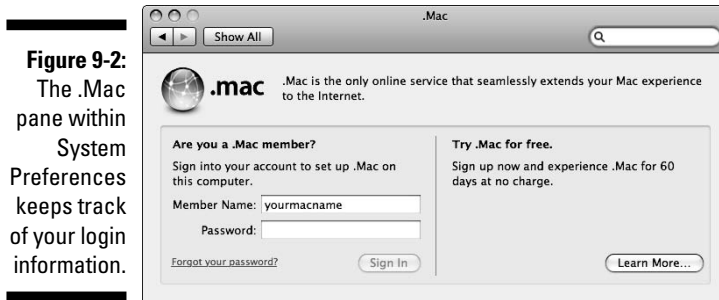 Figure 9-2:
The .Mac
pane within
System
Preferences
keeps track
of your login
information.
.Mac
Show All
.mac
.Mac is the only online service that seamlessly extends your Mac experience
to the Internet.
Are you a .Mac member?
Sign into your account to set up .Mac on
this computer.
Member Name: yourmacname
Password:
Forgot your password?
Sign In
Try .Mac for free.
Sign up now and experience .Mac for 60
days at no charge.
Learn More...